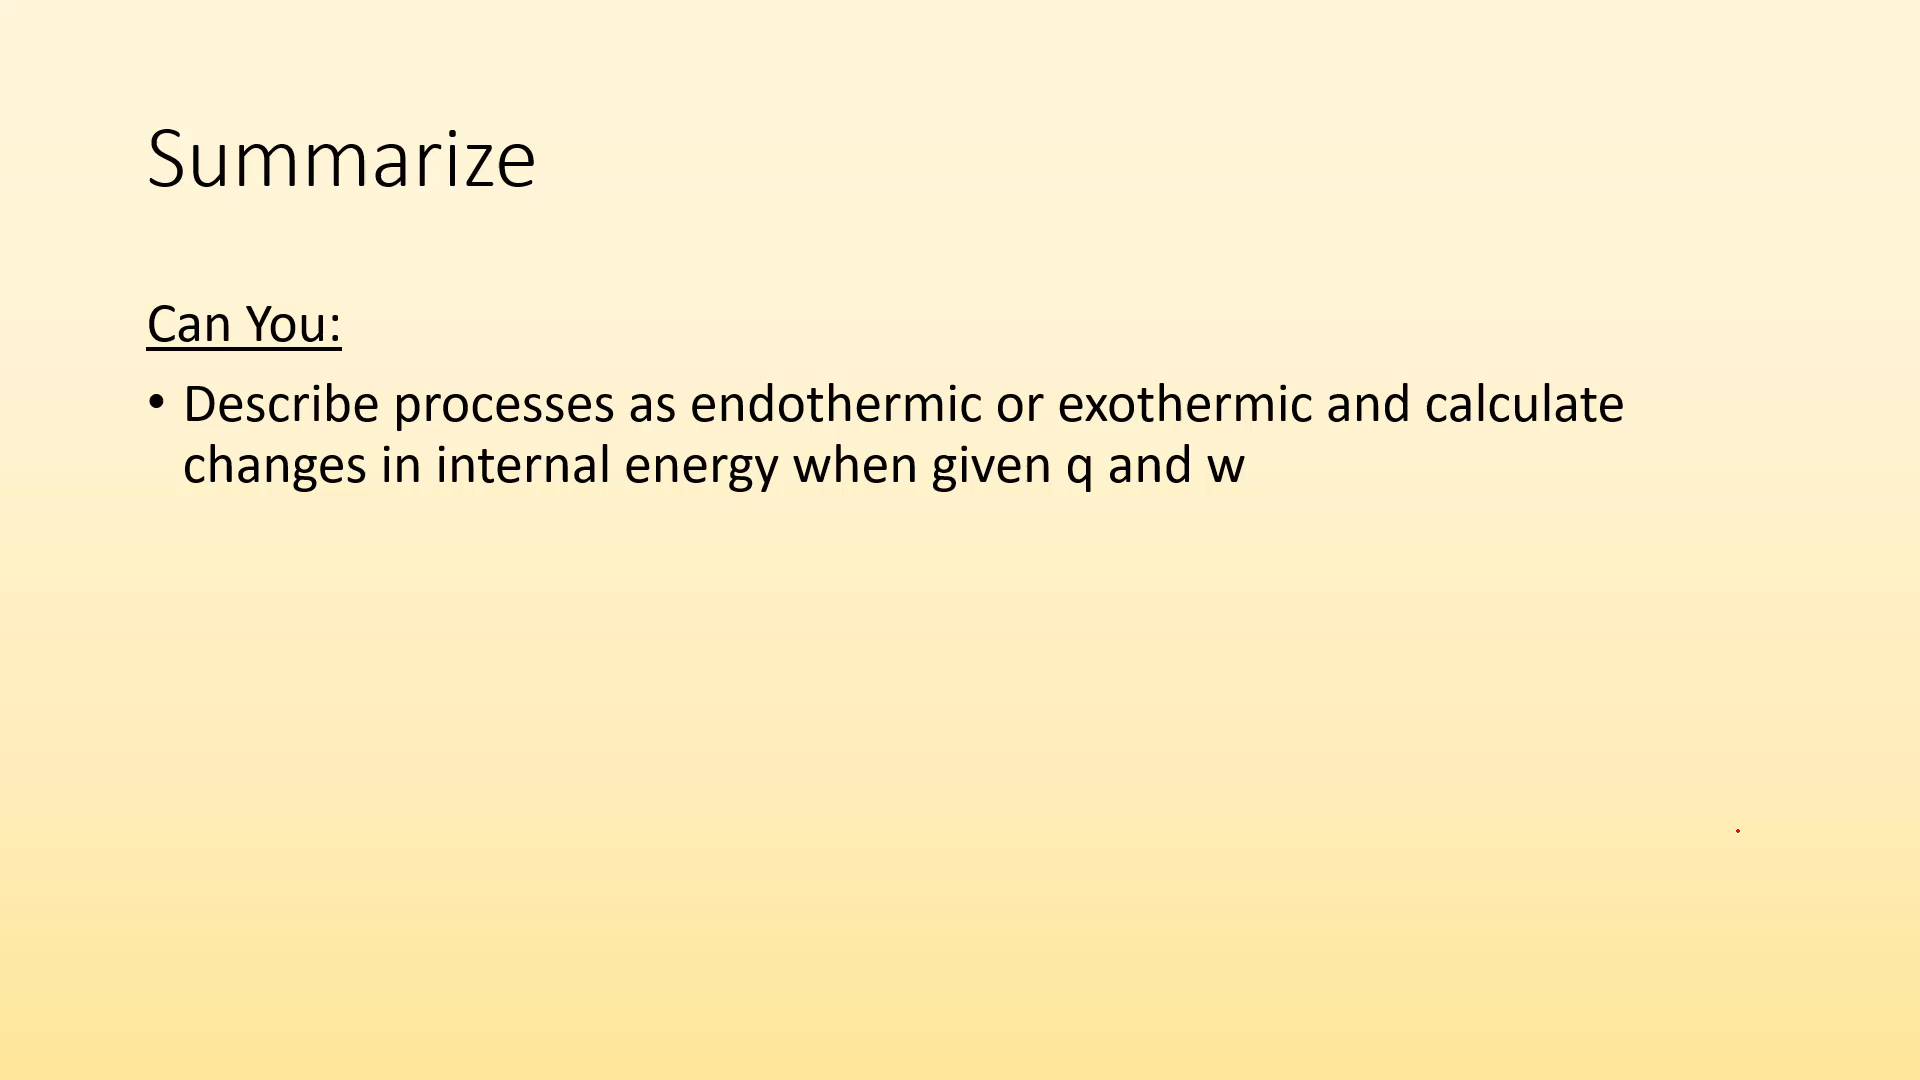 Summarize
Can You:
• Describe processes as endothermic or exothermic and calculate
changes in internal energy when given q and w